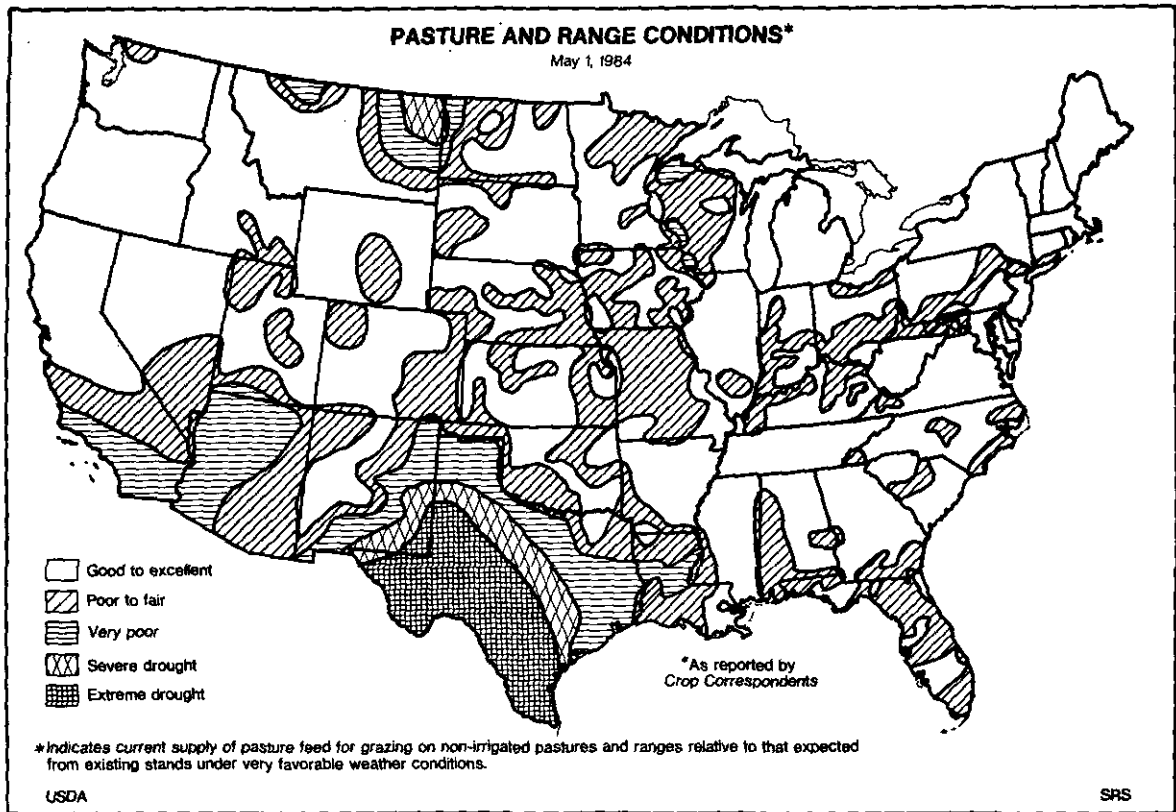 PASTURE AND RANGE CONDITIONS*
May 1, 1984
Good to excellent
Poor to fair
Very poor
Severe drought
Extreme drought
*As reported by
Crop Correspondents
*Indicates current supply of pasture feed for grazing on non-irrigated pastures and ranges relative to that expected
from existing stands under very favorable weather conditions.
USDA
SRS